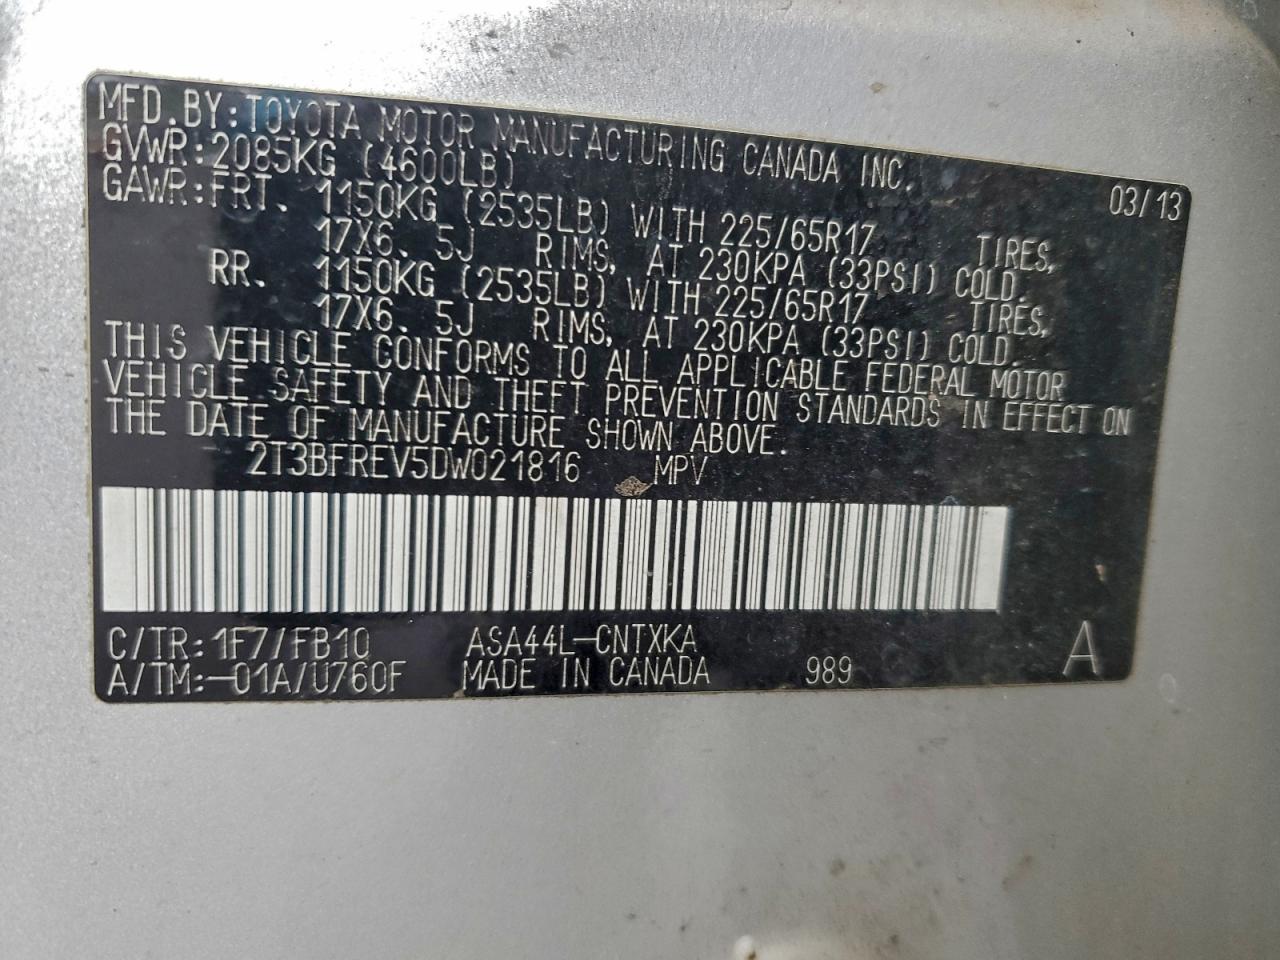 MFD. BY: TOYOTA MOTOR MANUFACTURING CANADA INC. 03/13
GVWR: 2085KG (4600LB)
GAWR: FRT. 1150KG (2535LB) WITH 225/65R17 TIRES,
17X6. 5J RIMS, AT 230KPA (33PSI) COLD.
RR. 1150KG (2535LB) WITH 225/65R17 TIRES,
17X6. 5J RIMS, AT 230KPA (33PSI) COLD.
THIS VEHICLE CONFORMS TO ALL APPLICABLE FEDERAL MOTOR
VEHICLE SAFETY AND THEFT PREVENTION STANDARDS IN EFFECT ON
THE DATE OF MANUFACTURE SHOWN ABOVE.
2T3BFREV5DW021816 MPV
C/TR: 1F7/FB10 ASA44L-CNTXKA A
A/TM: -01A/U760F MADE IN CANADA 989